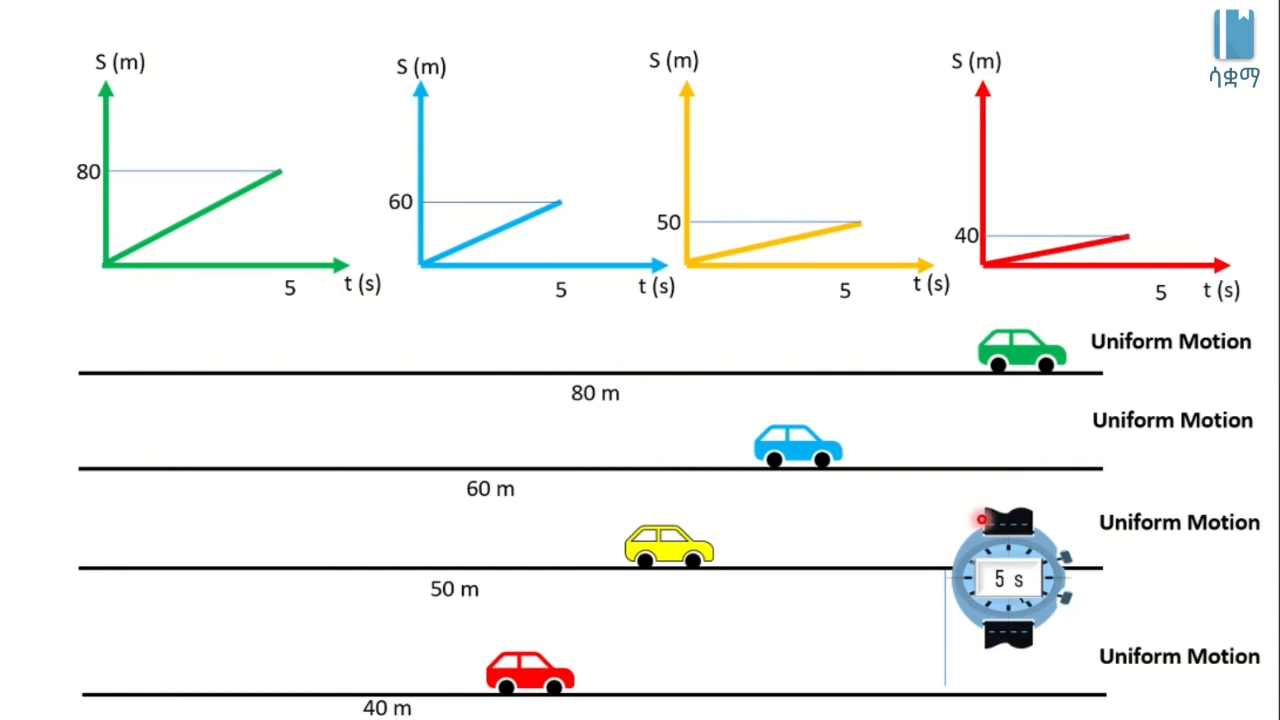 S (m)
S (m)
S (m)
S (m)
ሳቋማ
80
60
50
40
5
t (s)
5
t (s)
5
t (s)
5
t (s)
Uniform Motion
80 m
Uniform Motion
60 m
Uniform Motion
5 s
50 m
Uniform Motion
40 m